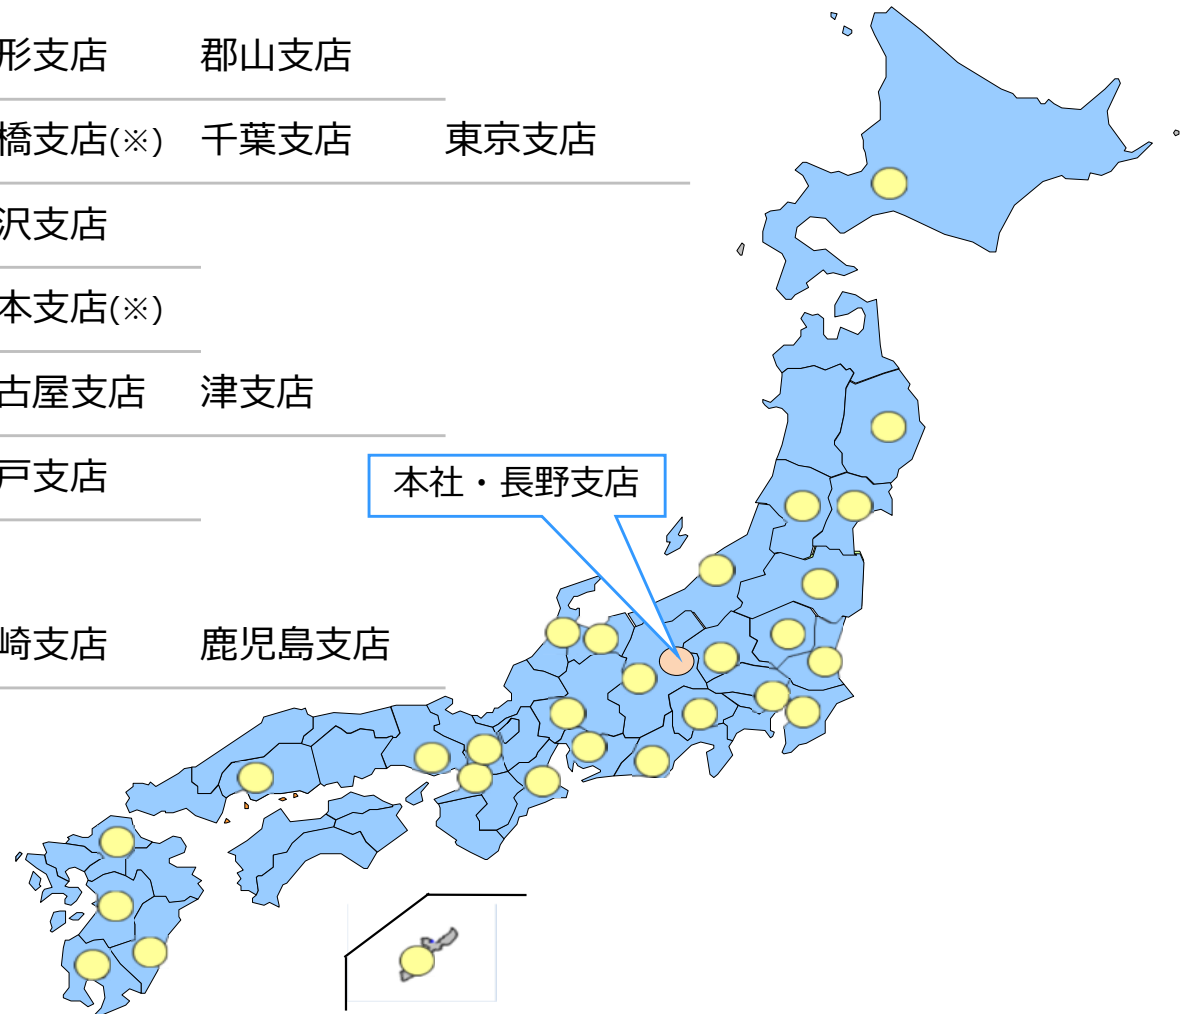 形支店 郡山支店
橋支店(※) 千葉支店 東京支店
沢支店
本支店(※)
古屋支店 津支店
戸支店
本社・長野支店
崎支店 鹿児島支店